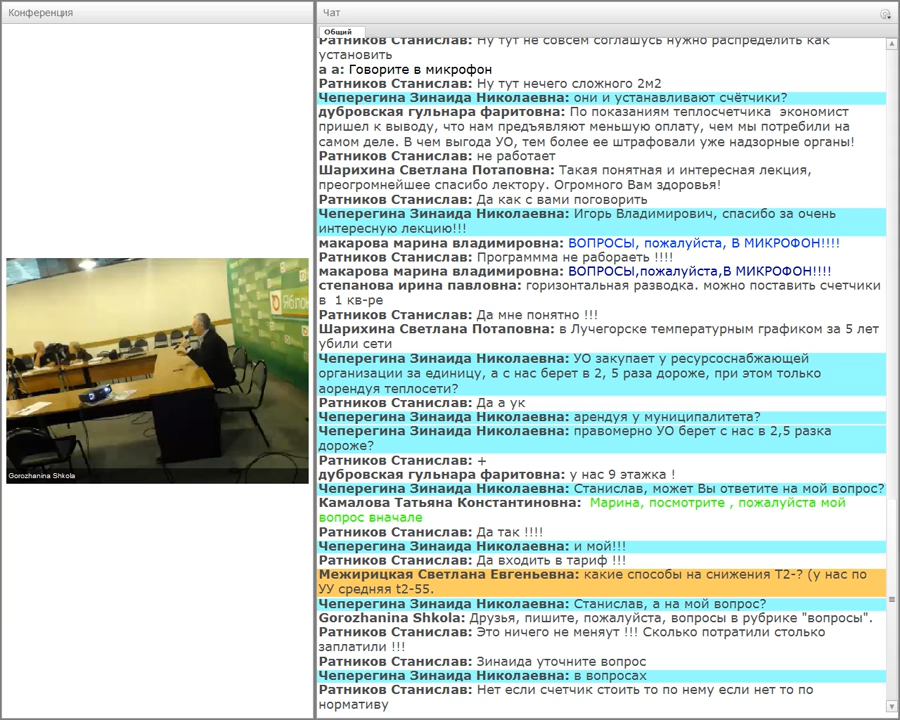 Конференция
Чат
Общий
Ратников Станислав: Ну тут не совсем соглашусь нужно распределить как
установить
а а: Говорите в микрофон
Ратников Станислав: Ну тут нечего сложного 2м2
Чеперегина Зинаида Николаевна: они и устанавливают счётчики?
дубровская гульнара фаритовна: По показаниям теплосчетчика экономист
пришел к выводу, что нам предъявляют меньшую оплату, чем мы потребили на
самом деле. В чем выгода УО, тем более ее штрафовали уже надзорные органы!
Ратников Станислав: не работает
Шарихина Светлана Потаповна: Такая понятная и интересная лекция,
преогромнейшее спасибо лектору. Огромного Вам здоровья!
Ратников Станислав: Да как с вами поговорить
Чеперегина Зинаида Николаевна: Игорь Владимирович, спасибо за очень
интересную лекцию!!!
макарова марина владимировна: ВОПРОСЫ, пожалуйста, В МИКРОФОН!!!!
Ратников Станислав: Программма не рабораеть !!!!
макарова марина владимировна: ВОПРОСЫ,пожалуйста,В МИКРОФОН!!!!
степанова ирина павловна: горизонтальная разводка. можно поставить счетчики
в 1 кв-ре
Ратников Станислав: Да мне понятно !!!
Шарихина Светлана Потаповна: в Лучегорске температурным графиком за 5 лет
убили сети
Чеперегина Зинаида Николаевна: УО закупает у ресурсоснабжающей
организации за единицу, а с нас берет в 2, 5 раза дороже, при этом только
аорендуя теплосети?
Ратников Станислав: Да а ук
Чеперегина Зинаида Николаевна: арендуя у муниципалитета?
Чеперегина Зинаида Николаевна: правомерно УО берет с нас в 2,5 разка
дороже?
Ратников Станислав: +
дубровская гульнара фаритовна: у нас 9 этажка !
Чеперегина Зинаида Николаевна: Станислав, может Вы ответите на мой вопрос?
Камалова Татьяна Константиновна: Марина, посмотрите , пожалуйста мой
вопрос вначале
Ратников Станислав: Да так !!!!
Чеперегина Зинаида Николаевна: и мой!!!
Ратников Станислав: Да входить в тариф !!!
Межирицкая Светлана Евгеньевна: какие способы на снижения Т2-? (у нас по
УУ средняя t2-55.
Чеперегина Зинаида Николаевна: Станислав, а на мой вопрос?
Gorozhanina Shkola: Друзья, пишите, пожалуйста, вопросы в рубрике "вопросы".
Ратников Станислав: Это ничего не меняут !!! Сколько потратили столько
заплатили !!!
Ратников Станислав: Зинаида уточните вопрос
Чеперегина Зинаида Николаевна: в вопросах
Ратников Станислав: Нет если счетчик стоить то по нему если нет то по
нормативу
Gorozhanina Shkola